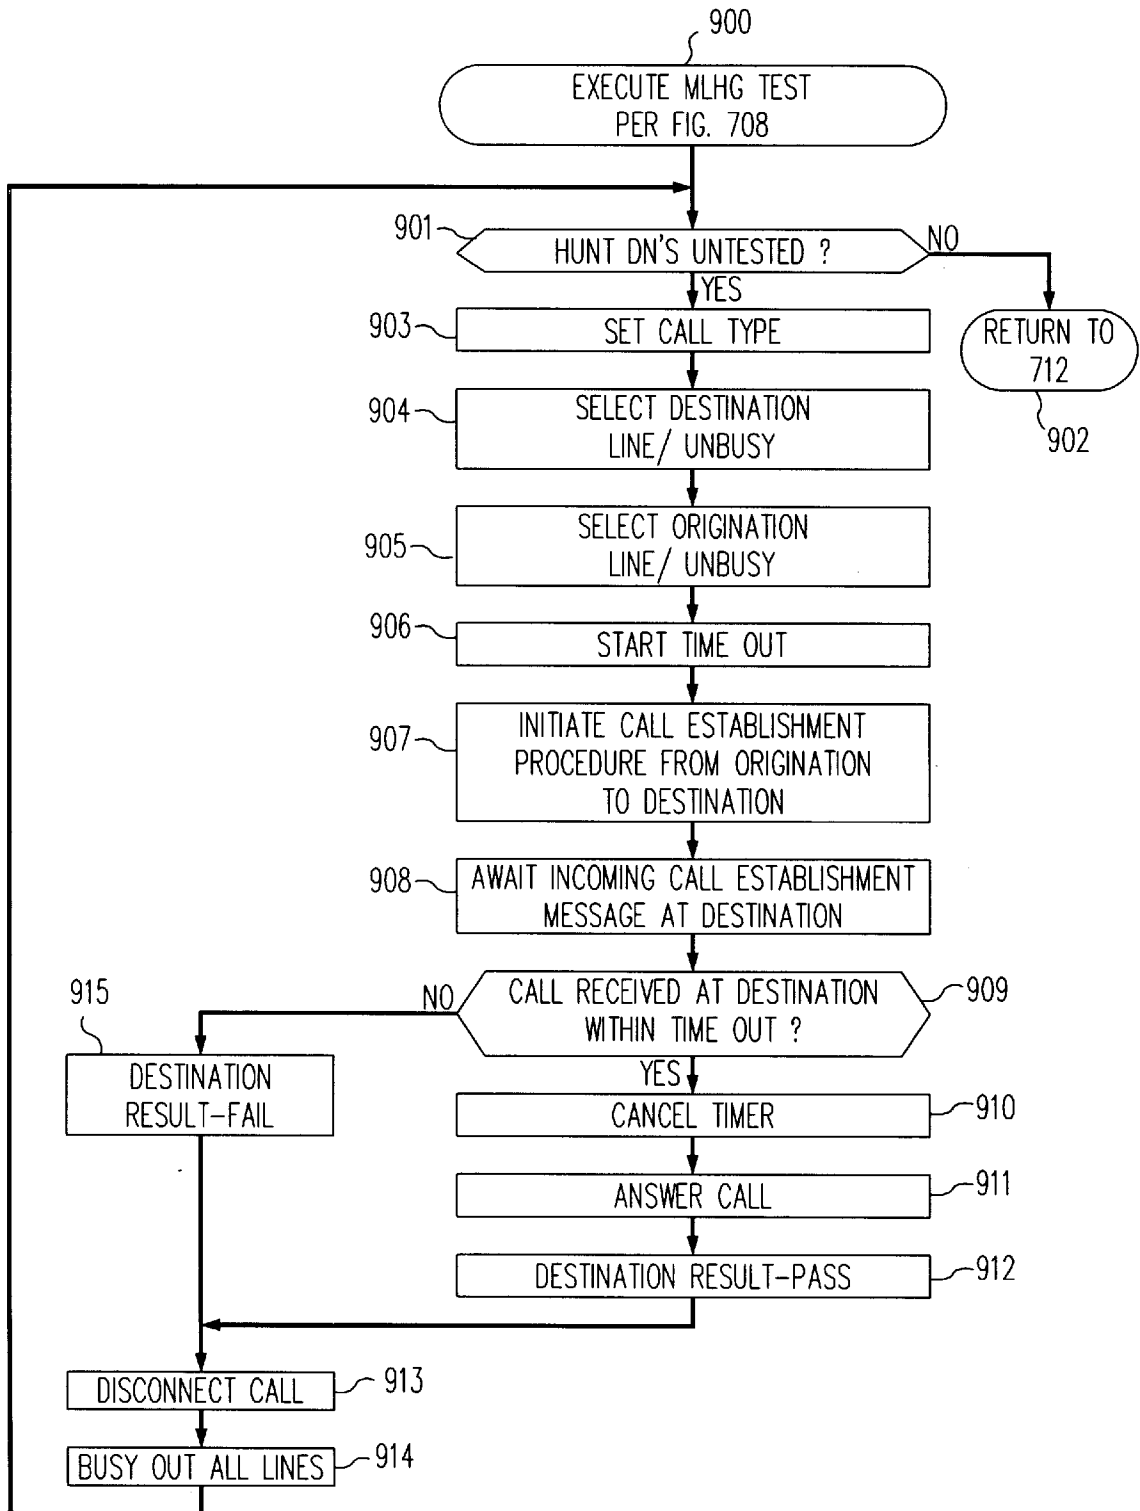 900
EXECUTE MLHG TEST
PER FIG. 708
901
HUNT DN'S UNTESTED ?
NO
YES
903
SET CALL TYPE
RETURN TO
712
902
904
SELECT DESTINATION
LINE/ UNBUSY
905
SELECT ORIGINATION
LINE/ UNBUSY
906
START TIME OUT
907
INITIATE CALL ESTABLISHMENT
PROCEDURE FROM ORIGINATION
TO DESTINATION
908
AWAIT INCOMING CALL ESTABLISHMENT
MESSAGE AT DESTINATION
909
CALL RECEIVED AT DESTINATION
WITHIN TIME OUT ?
NO
YES
915
DESTINATION
RESULT-FAIL
CANCEL TIMER
910
ANSWER CALL
911
DESTINATION RESULT-PASS
912
DISCONNECT CALL
913
BUSY OUT ALL LINES
914